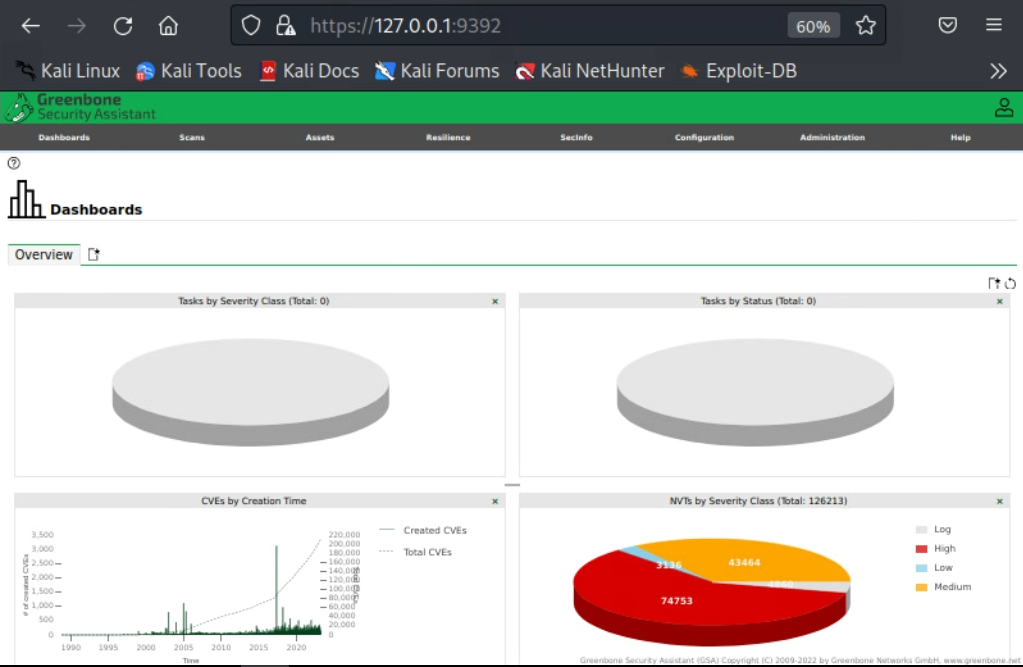 https://127.0.0.1:9392 60%
Kali Linux Kali Tools Kali Docs Kali Forums Kali NetHunter Exploit-DB
Greenbone
Security Assistant
Dashboards Scans Assets Resilience SecInfo Configuration Administration Help
Dashboards
Overview
Tasks by Severity Class (Total: 0) Tasks by Status (Total: 0)
CVEs by Creation Time NVTs by Severity Class (Total: 126213)
3,500
3,000
2,500
2,000
1,500
1,000
500
0
# of created CVEs
220,000
200,000
180,000
160,000
140,000
120,000
100,000
80,000
60,000
40,000
20,000
0
1990 1995 2000 2005 2010 2015 2020
Time
Created CVEs
Total CVEs
3136
43464
74753
Log
High
Low
Medium
Greenbone Security Assistant (GSA) Copyright (C) 2009-2022 by Greenbone Networks GmbH, www.greenbone.net